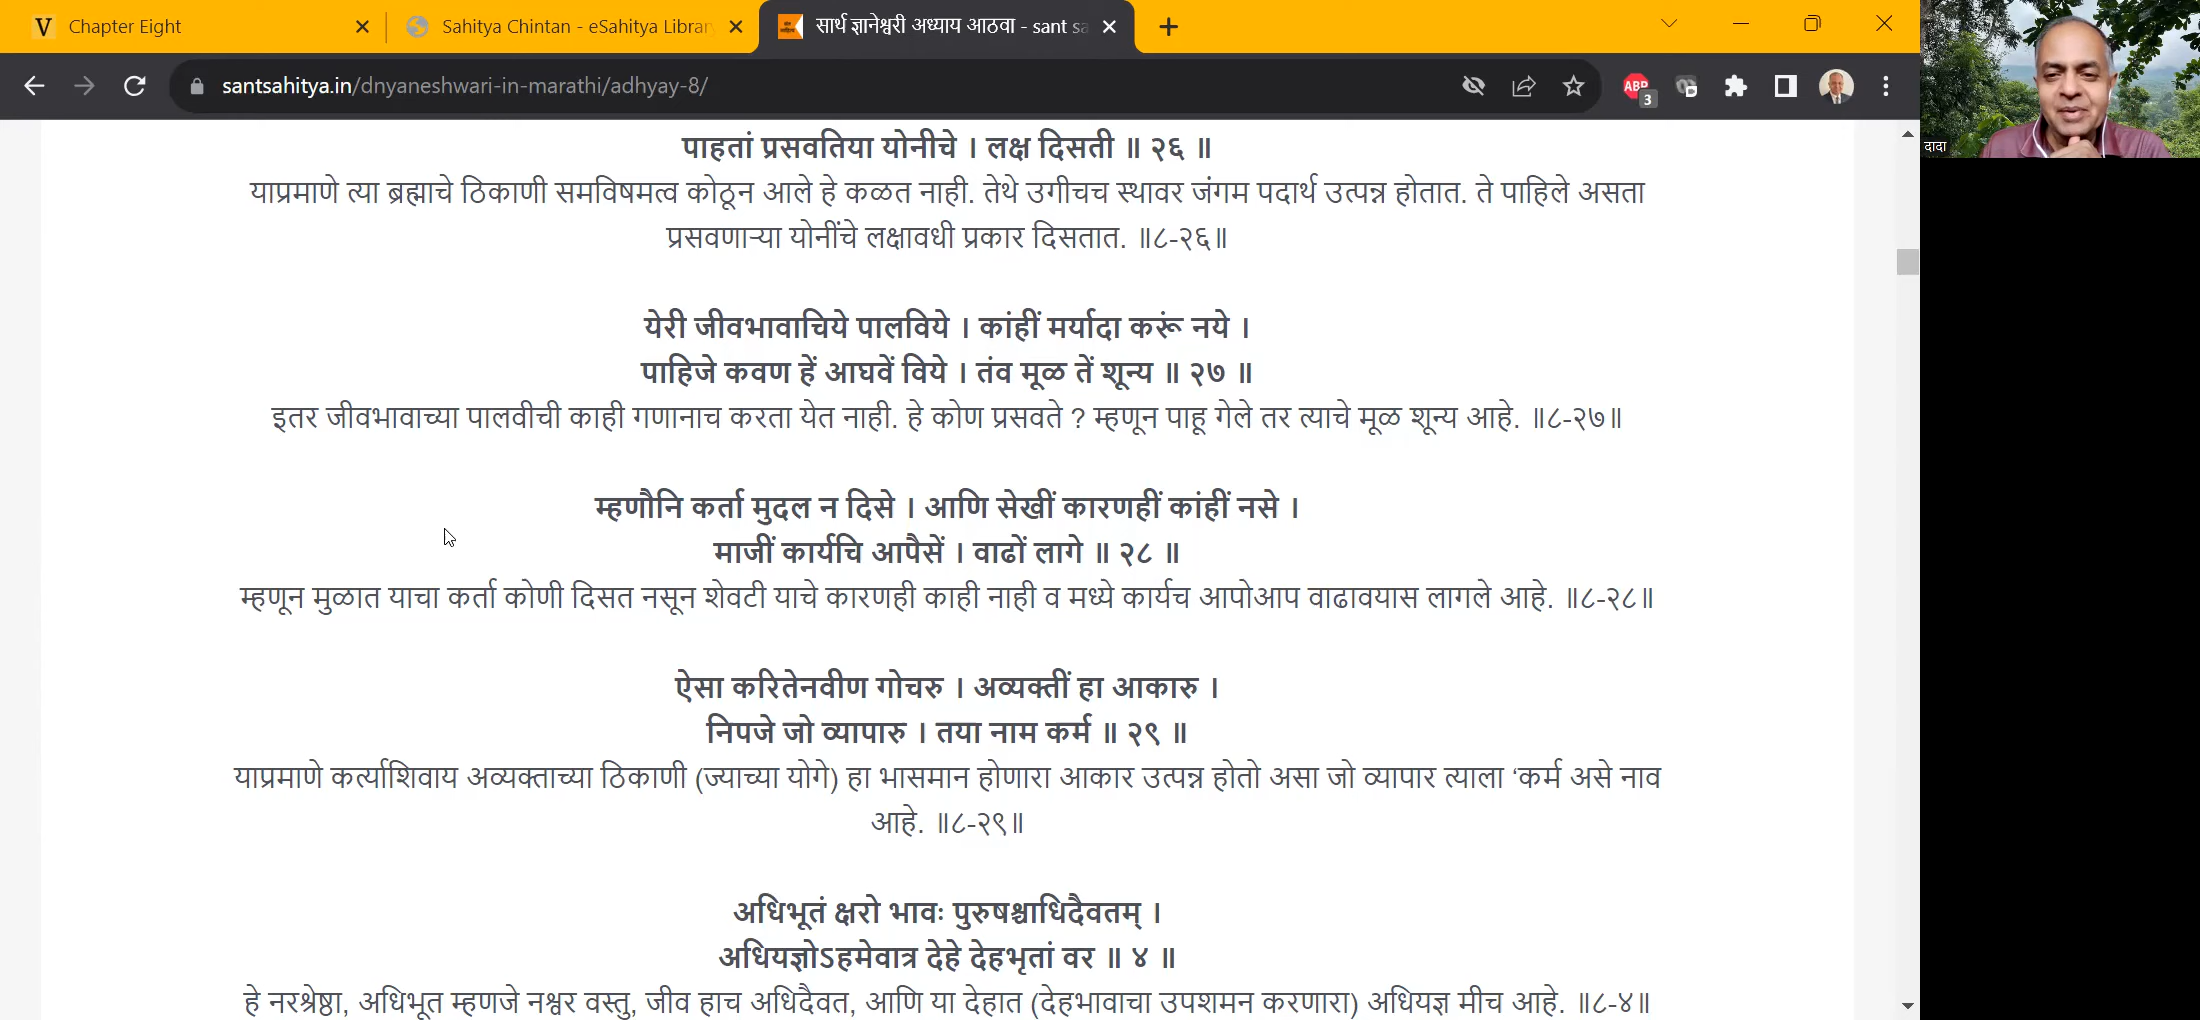 V Chapter Eight
Sahitya Chintan - eSahitya Librar
सार्थ ज्ञानेश्वरी अध्याय आठवा - sant sa
santsahitya.in/dnyaneshwari-in-marathi/adhyay-8/
ABP
3
दादा
पाहतां प्रसवतिया योनीचे । लक्ष दिसती ॥ २६ ॥
याप्रमाणे त्या ब्रह्माचे ठिकाणी समविषमत्व कोठून आले हे कळत नाही. तेथे उगीचच स्थावर जंगम पदार्थ उत्पन्न होतात. ते पाहिले असता
प्रसवणाऱ्या योनींचे लक्षावधी प्रकार दिसतात. ॥८-२६॥
येरी जीवभावाचिये पालविये । कांहीं मर्यादा करूं नये ।
पाहिजे कवण हें आघवें विये । तंव मूळ तें शून्य ॥ २७ ॥
इतर जीवभावाच्या पालवीची काही गणानाच करता येत नाही. हे कोण प्रसवते ? म्हणून पाहू गेले तर त्याचे मूळ शून्य आहे. ॥८-२७॥
म्हणौनि कर्ता मुदल न दिसे । आणि सेखीं कारणहीं कांहीं नसे ।
माजीं कार्यचि आपैसें । वाढों लागे ॥ २८ ॥
म्हणून मुळात याचा कर्ता कोणी दिसत नसून शेवटी याचे कारणही काही नाही व मध्ये कार्यच आपोआप वाढावयास लागले आहे. ॥८-२८॥
ऐसा करितेनवीण गोचरु । अव्यक्तीं हा आकारु ।
निपजे जो व्यापारु । तया नाम कर्म ॥ २९ ॥
याप्रमाणे कर्त्याशिवाय अव्यक्ताच्या ठिकाणी (ज्याच्या योगे) हा भासमान होणारा आकार उत्पन्न होतो असा जो व्यापार त्याला ‘कर्म असे नाव
आहे. ॥८-२९॥
अधिभूतं क्षरो भावः पुरुषश्चाधिदैवतम् ।
अधियज्ञोऽहमेवात्र देहे देहभृतां वर ॥ ४ ॥
हे नरश्रेष्ठा, अधिभूत म्हणजे नश्वर वस्तु, जीव हाच अधिदैवत, आणि या देहात (देहभावाचा उपशमन करणारा) अधियज्ञ मीच आहे. ॥८-४॥